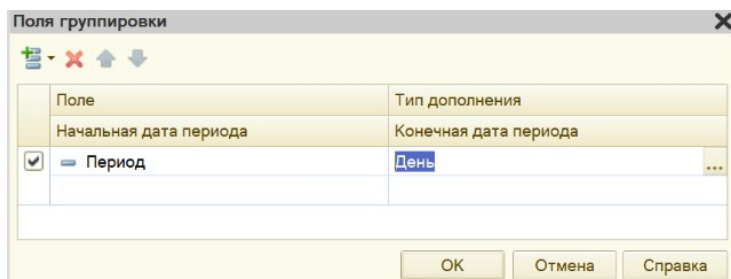 Поля группировки
Поле Тип дополнения
Начальная дата периода Конечная дата периода
Период День ...
OK Отмена Справка